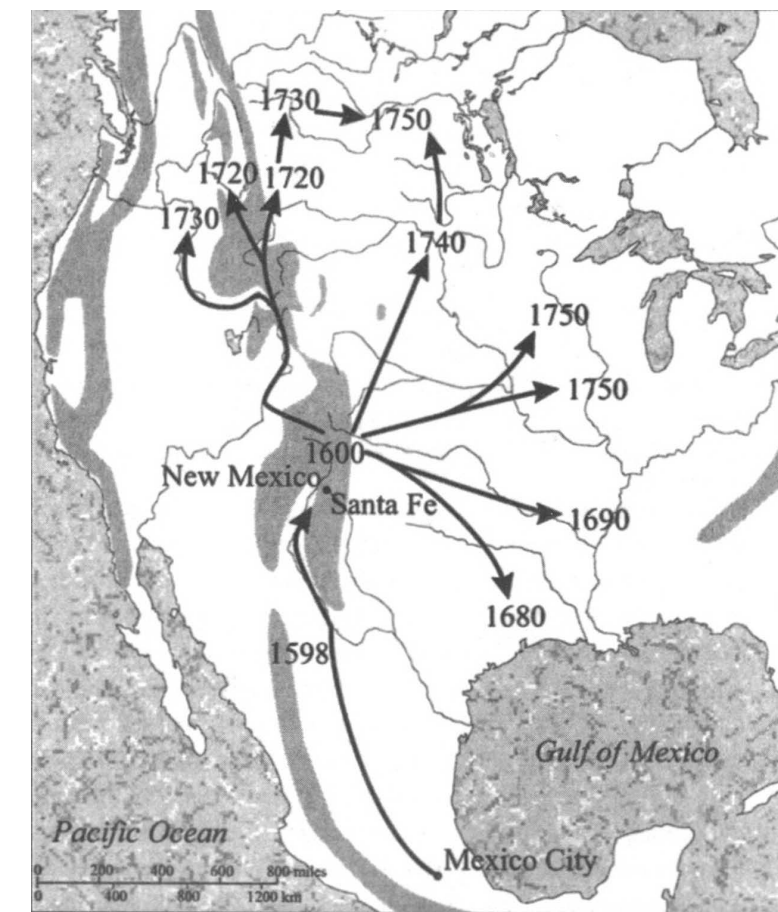 1730
1750
1720
1720
1730
1740
1750
1750
1600
New Mexico
Santa Fe
1690
1680
1598
Gulf of Mexico
Pacific Ocean
Mexico City
0 200 400 600 800 miles
0 400 800 1200 km